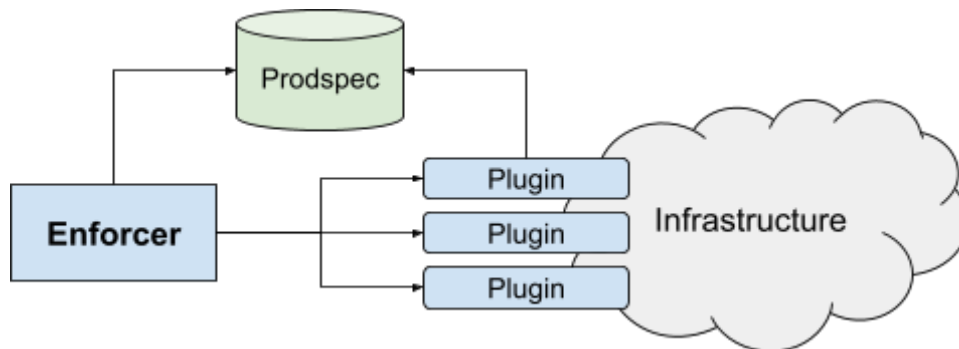 Prodspec
Plugin
Enforcer
Plugin
Infrastructure
Plugin